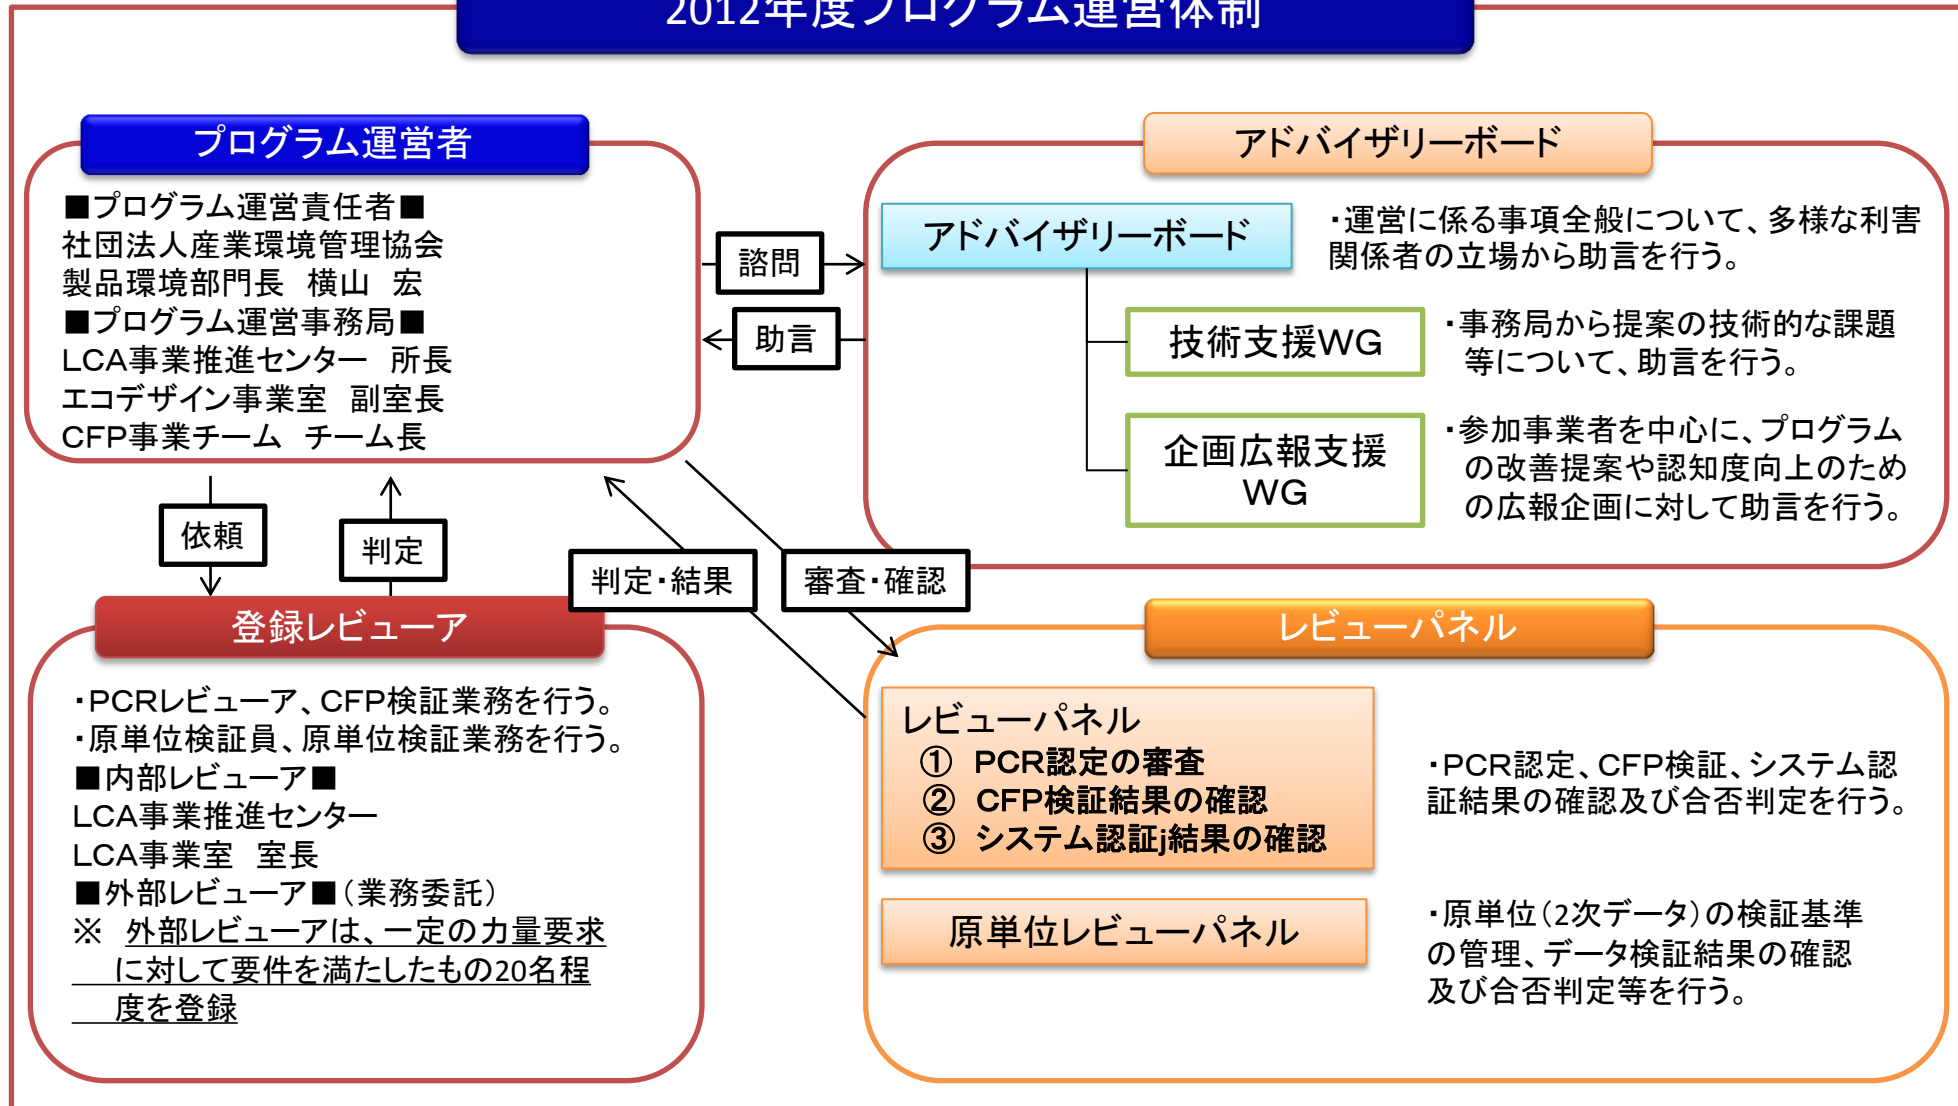 2012年度プログラム運営体制
プログラム運営者
■プログラム運営責任者■
社団法人産業環境管理協会
製品環境部門長 横山 宏
■プログラム運営事務局■
LCA事業推進センター 所長
エコデザイン事業室 副室長
CFP事業チーム チーム長
諮問
助言
アドバイザリーボード
アドバイザリーボード
・運営に係る事項全般について、多様な利害
関係者の立場から助言を行う。
技術支援WG
・事務局から提案の技術的な課題
等について、助言を行う。
企画広報支援
WG
・参加事業者を中心に、プログラム
の改善提案や認知度向上のため
の広報企画に対して助言を行う。
依頼
判定
判定・結果
審査・確認
登録レビューア
・PCRレビューア、CFP検証業務を行う。
・原単位検証員、原単位検証業務を行う。
■内部レビューア■
LCA事業推進センター
LCA事業室 室長
■外部レビューア■（業務委託）
※ 外部レビューアは、一定の力量要求
に対して要件を満たしたもの20名程
度を登録
レビューパネル
レビューパネル
① PCR認定の審査
② CFP検証結果の確認
③ システム認証j結果の確認
・PCR認定、CFP検証、システム認
証結果の確認及び合否判定を行う。
原単位レビューパネル
・原単位（2次データ）の検証基準
の管理、データ検証結果の確認
及び合否判定等を行う。